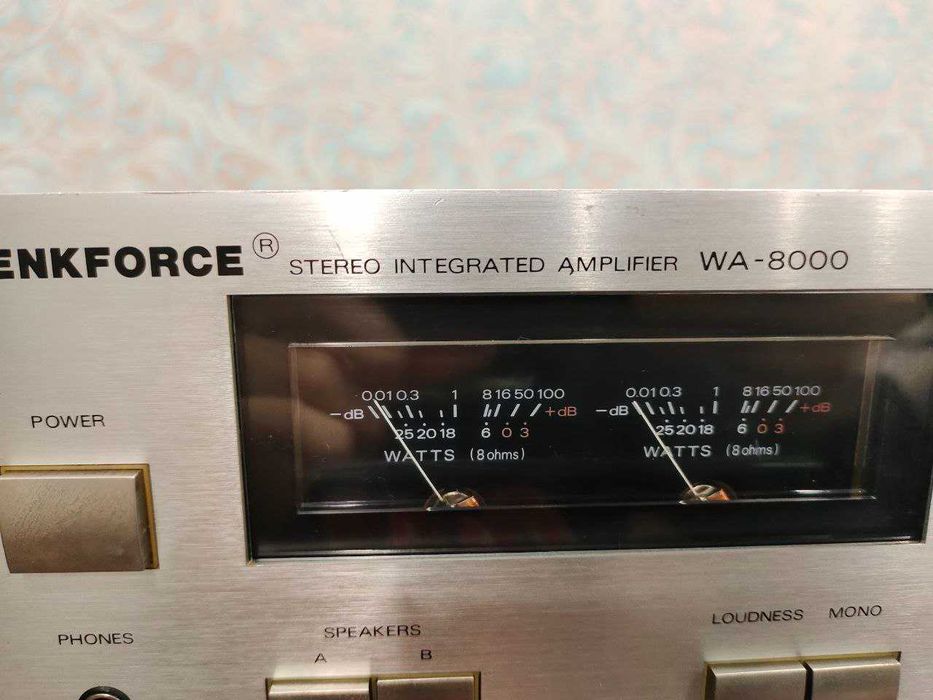 ENKFORCE ® STEREO INTEGRATED AMPLIFIER WA-8000
POWER
0.01 0.3 1 8 16 50 100
-dB +dB
25 20 18 6 0 3
WATTS (8ohms)
0.01 0.3 1 8 16 50 100
-dB +dB
25 20 18 6 0 3
WATTS (8ohms)
PHONES
SPEAKERS
A B
LOUDNESS MONO